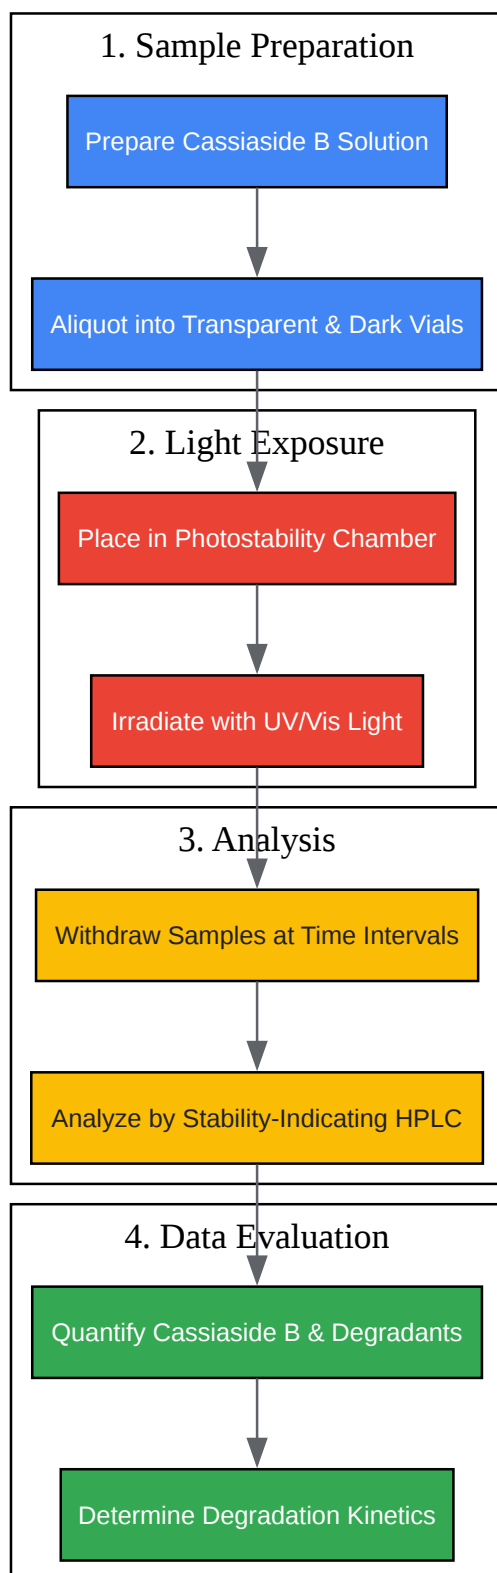 1. Sample Preparation
Prepare Cassiaside B Solution
Aliquot into Transparent & Dark Vials
2. Light Exposure
Place in Photostability Chamber
Irradiate with UV/Vis Light
3. Analysis
Withdraw Samples at Time Intervals
Analyze by Stability-Indicating HPLC
4. Data Evaluation
Quantify Cassiaside B & Degradants
Determine Degradation Kinetics